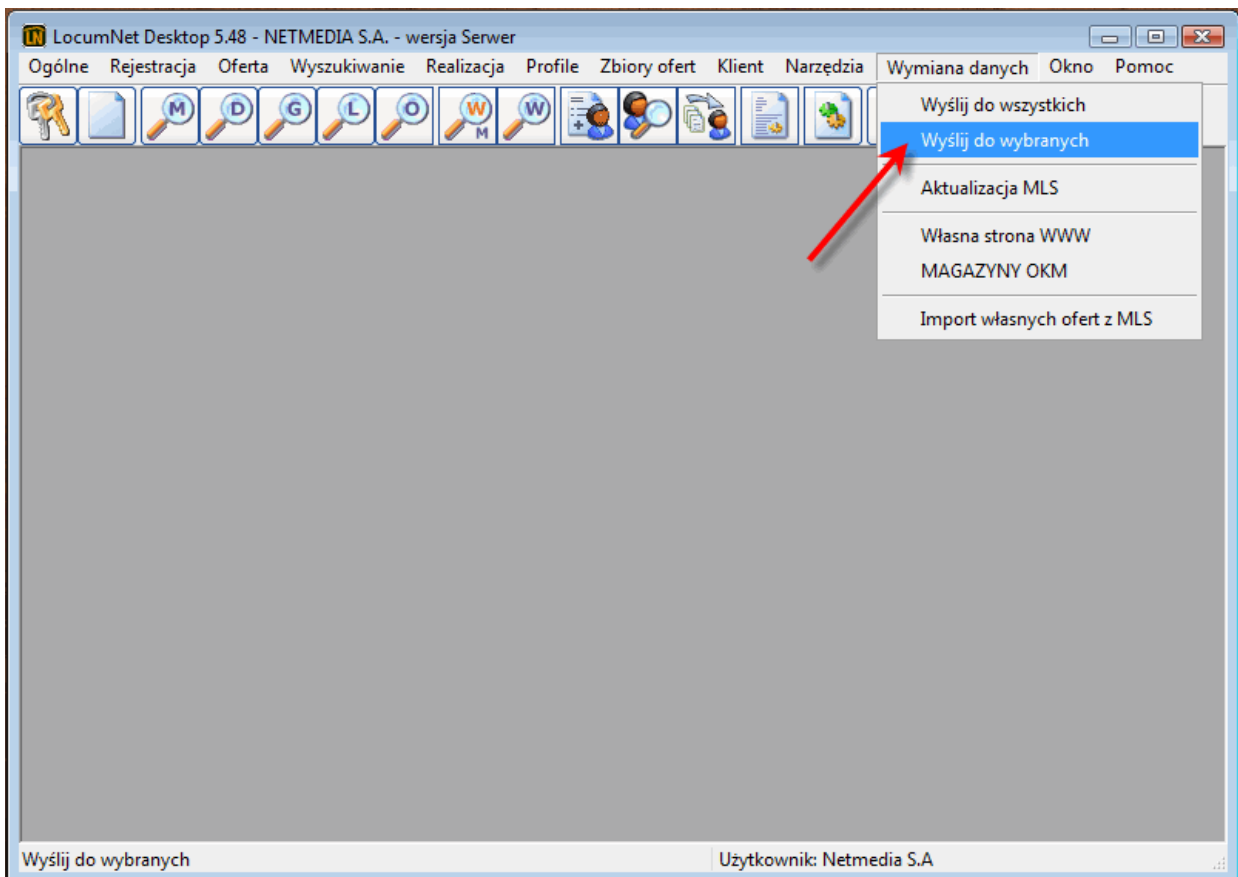 LN LocumNet Desktop 5.48 - NETMEDIA S.A. - wersja Serwer
Ogólne Rejestracja Oferta Wyszukiwanie Realizacja Profile Zbiory ofert Klient Narzędzia Wymiana danych Okno Pomoc
M D G L O W M W
Wyślij do wszystkich
Wyślij do wybranych
Aktualizacja MLS
Własna strona WWW
MAGAZYNY OKM
Import własnych ofert z MLS
Wyślij do wybranych Użytkownik: Netmedia S.A